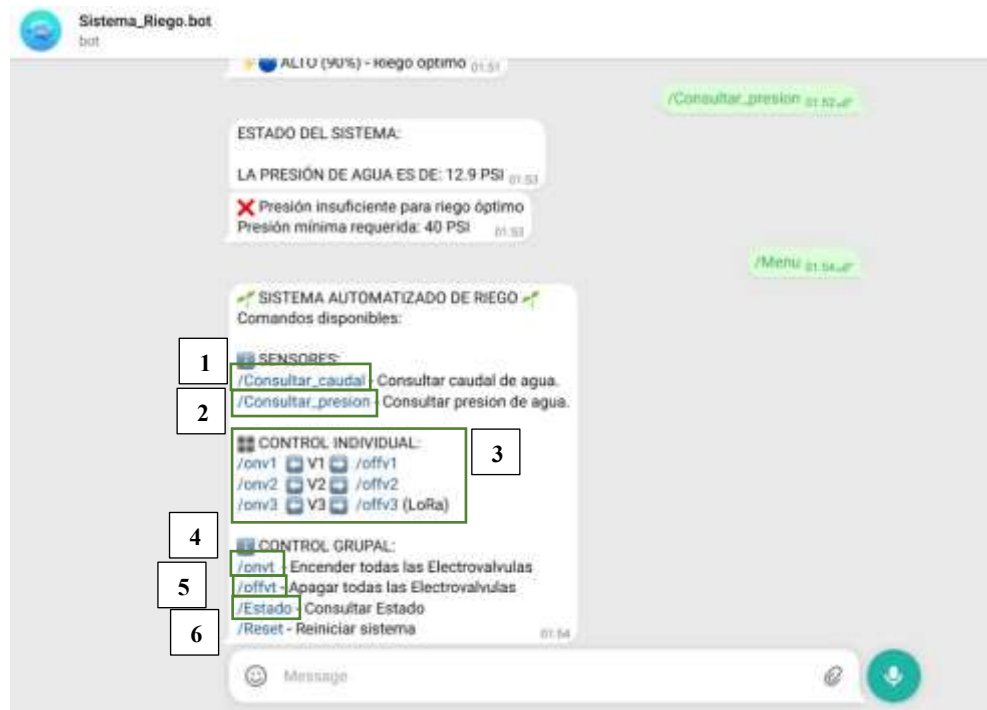 Sistema_Riego.bot
bot
ALTO (90%) - Riego óptimo 01:51
/Consultar_presion 01:52
ESTADO DEL SISTEMA:
LA PRESIÓN DE AGUA ES DE: 12.9 PSI 01:53
Presión insuficiente para riego óptimo
Presión mínima requerida: 40 PSI 01:53
/Menu 01:54
SISTEMA AUTOMATIZADO DE RIEGO
Comandos disponibles:
1
SENSORES:
/Consultar_caudal - Consultar caudal de agua.
2
/Consultar_presion - Consultar presion de agua.
3
CONTROL INDIVIDUAL:
/onv1 V1 /offv1
/onv2 V2 /offv2
/onv3 V3 /offv3 (LoRa)
4
CONTROL GRUPAL:
/onvt - Encender todas las Electrovalvulas
5
/offvt - Apagar todas las Electrovalvulas
/Estado - Consultar Estado
6
/Reset - Reiniciar sistema 01:54
Message